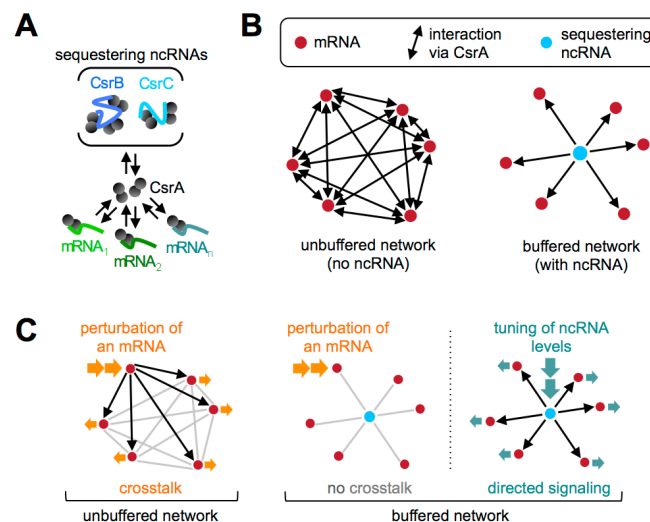 A
sequestering ncRNAs
CsrB CsrC
CsrA
mRNA1
mRNA2
mRNAn
B
mRNA
interaction
via CsrA
sequestering
ncRNA
unbuffered network
(no ncRNA)
buffered network
(with ncRNA)
C
perturbation of
an mRNA
crosstalk
unbuffered network
perturbation of
an mRNA
no crosstalk
tuning of ncRNA
levels
directed signaling
buffered network